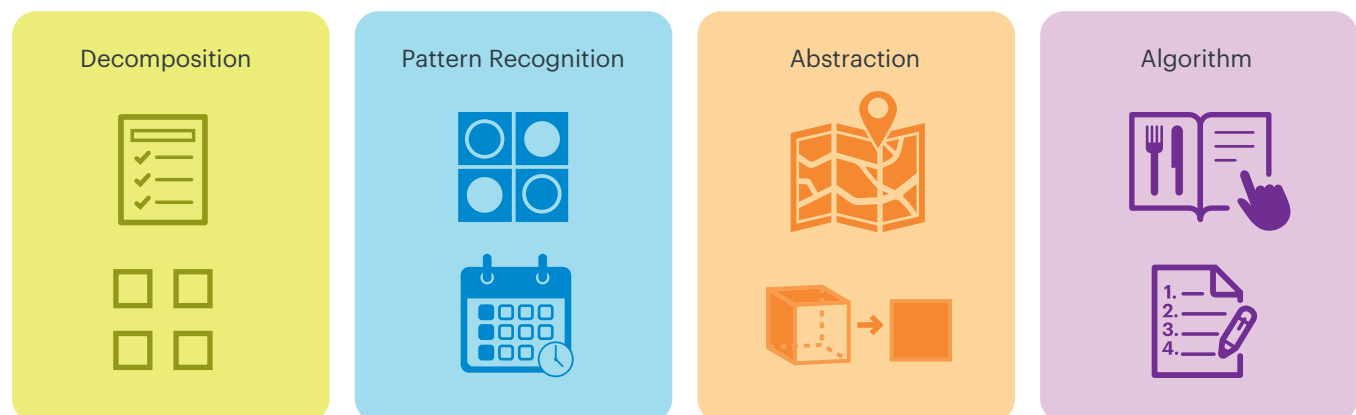 Decomposition
Pattern Recognition
Abstraction
Algorithm
1.
2.
3.
4.